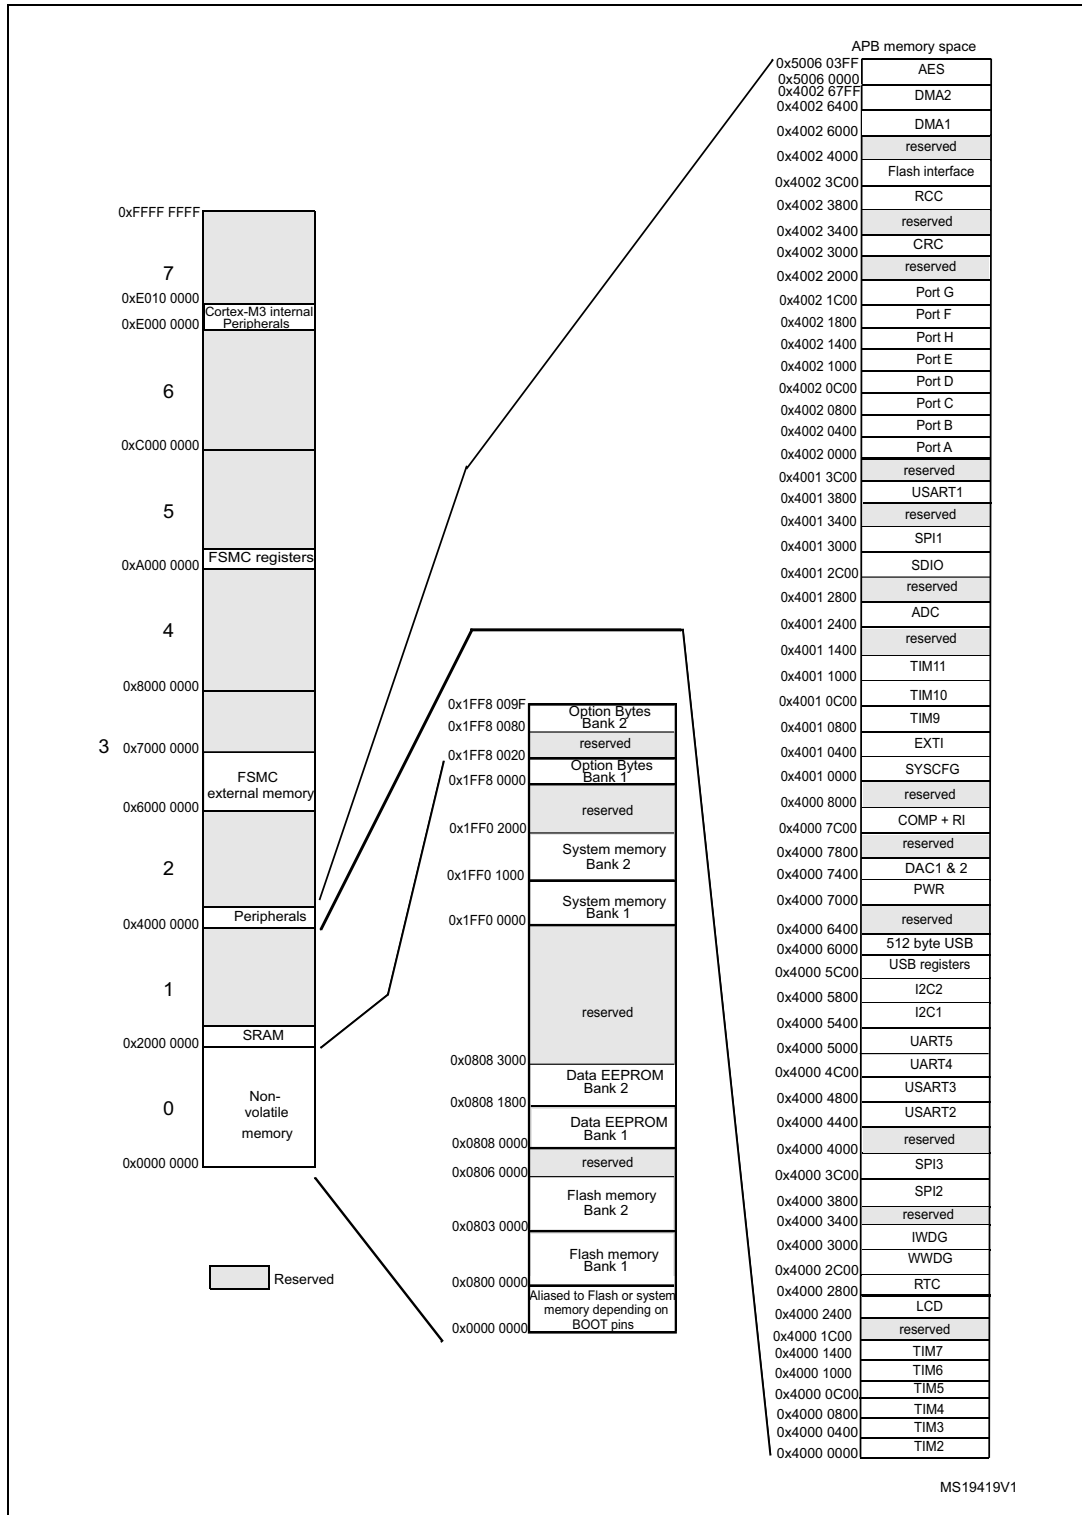 0xFFFF FFFF
7
0xE010 0000
Cortex-M3 internal
Peripherals
0xE000 0000
6
0xC000 0000
5
FSMC registers
0xA000 0000
4
0x8000 0000
3
0x7000 0000
FSMC
external memory
0x6000 0000
2
Peripherals
0x4000 0000
1
SRAM
0x2000 0000
0
Non-
volatile
memory
0x0000 0000
Reserved
0x1FF8 009F
Option Bytes
Bank 2
0x1FF8 0080
reserved
0x1FF8 0020
Option Bytes
Bank 1
0x1FF8 0000
reserved
0x1FF0 2000
System memory
Bank 2
0x1FF0 1000
System memory
Bank 1
0x1FF0 0000
reserved
0x0808 3000
Data EEPROM
Bank 2
0x0808 1800
Data EEPROM
Bank 1
0x0808 0000
reserved
0x0806 0000
Flash memory
Bank 2
0x0803 0000
Flash memory
Bank 1
0x0800 0000
Aliased to Flash or system
memory depending on
BOOT pins
0x0000 0000
APB memory space
0x5006 03FF
AES
0x5006 0000
0x4002 67FF
DMA2
0x4002 6400
DMA1
0x4002 6000
reserved
0x4002 4000
Flash interface
0x4002 3C00
RCC
0x4002 3800
reserved
0x4002 3400
CRC
0x4002 3000
reserved
0x4002 2000
Port G
0x4002 1C00
Port F
0x4002 1800
Port H
0x4002 1400
Port E
0x4002 1000
Port D
0x4002 0C00
Port C
0x4002 0800
Port B
0x4002 0400
Port A
0x4002 0000
reserved
0x4001 3C00
USART1
0x4001 3800
reserved
0x4001 3400
SPI1
0x4001 3000
SDIO
0x4001 2C00
reserved
0x4001 2800
ADC
0x4001 2400
reserved
0x4001 1400
TIM11
0x4001 1000
TIM10
0x4001 0C00
TIM9
0x4001 0800
EXTI
0x4001 0400
SYSCFG
0x4001 0000
reserved
0x4000 8000
COMP + RI
0x4000 7C00
reserved
0x4000 7800
DAC1 & 2
0x4000 7400
PWR
0x4000 7000
reserved
0x4000 6400
512 byte USB
0x4000 6000
USB registers
0x4000 5C00
I2C2
0x4000 5800
I2C1
0x4000 5400
UART5
0x4000 5000
UART4
0x4000 4C00
USART3
0x4000 4800
USART2
0x4000 4400
reserved
0x4000 4000
SPI3
0x4000 3C00
SPI2
0x4000 3800
reserved
0x4000 3400
IWDG
0x4000 3000
WWDG
0x4000 2C00
RTC
0x4000 2800
LCD
0x4000 2400
reserved
0x4000 1C00
TIM7
0x4000 1400
TIM6
0x4000 1000
TIM5
0x4000 0C00
TIM4
0x4000 0800
TIM3
0x4000 0400
TIM2
0x4000 0000
MS19419V1